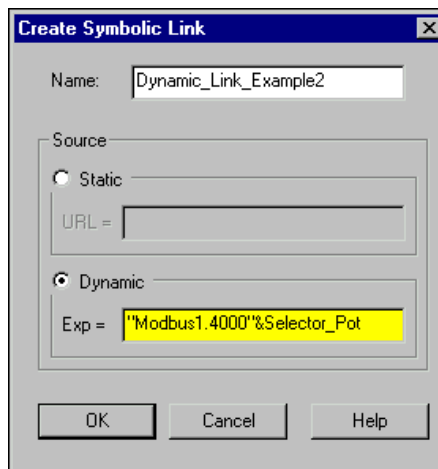 Create Symbolic Link
Name: Dynamic_Link_Example2
Source
Static
URL =
Dynamic
Exp = "Modbus1.4000"&Selector_Pot
OK Cancel Help